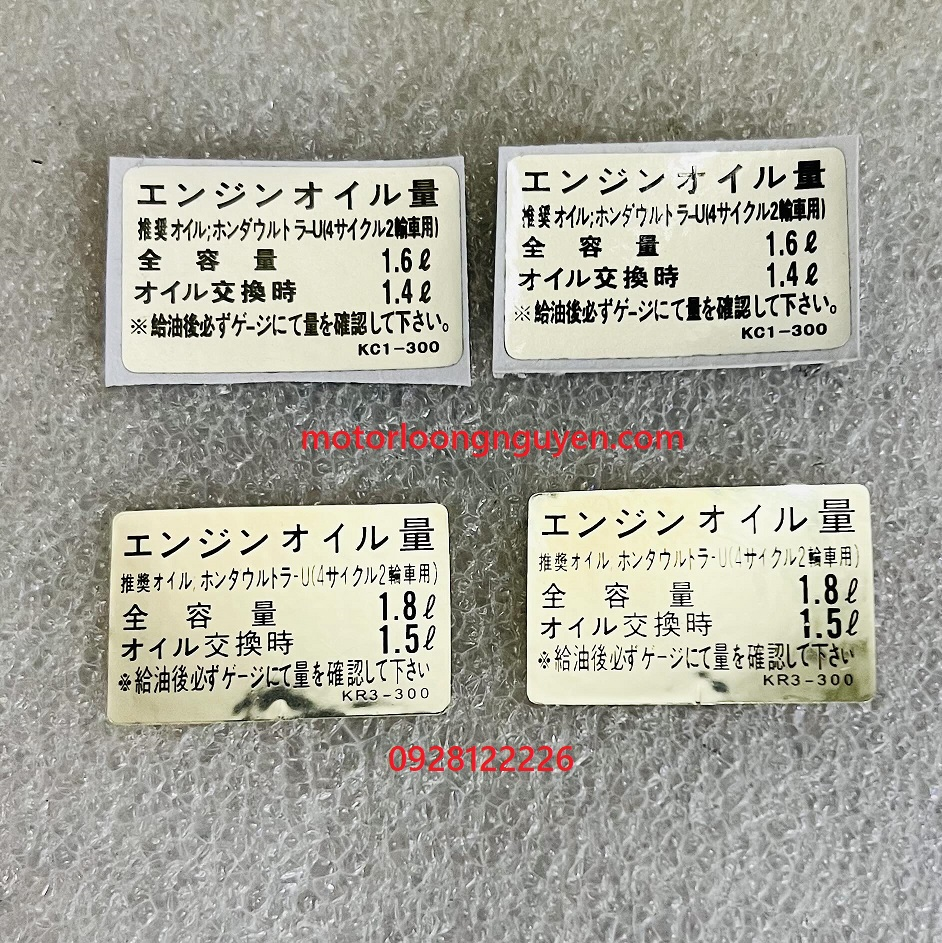 エンジンオイル量
推奨オイル;ホンダウルトラ-U(4サイクル2輪車用)
全容量 1.6ℓ
オイル交換時 1.4ℓ
※給油後必ずゲージにて量を確認して下さい。
KC1-300
エンジンオイル量
推奨オイル;ホンダウルトラ-U(4サイクル2輪車用)
全容量 1.6ℓ
オイル交換時 1.4ℓ
※給油後必ずゲージにて量を確認して下さい。
KC1-300
motorloongnguyen.com
エンジンオイル量
推奨オイル,ホンタウルトラ-U(4サイクル2輪車用)
全容量 1.8ℓ
オイル交換時 1.5ℓ
※給油後必ずゲージにて量を確認して下さい
KR3-300
エンジンオイル量
推奨オイル,ホンタウルトラ-U(4サイクル2輪車用)
全容量 1.8ℓ
オイル交換時 1.5ℓ
※給油後必ずゲージにて量を確認して下さい
KR3-300
0928122226